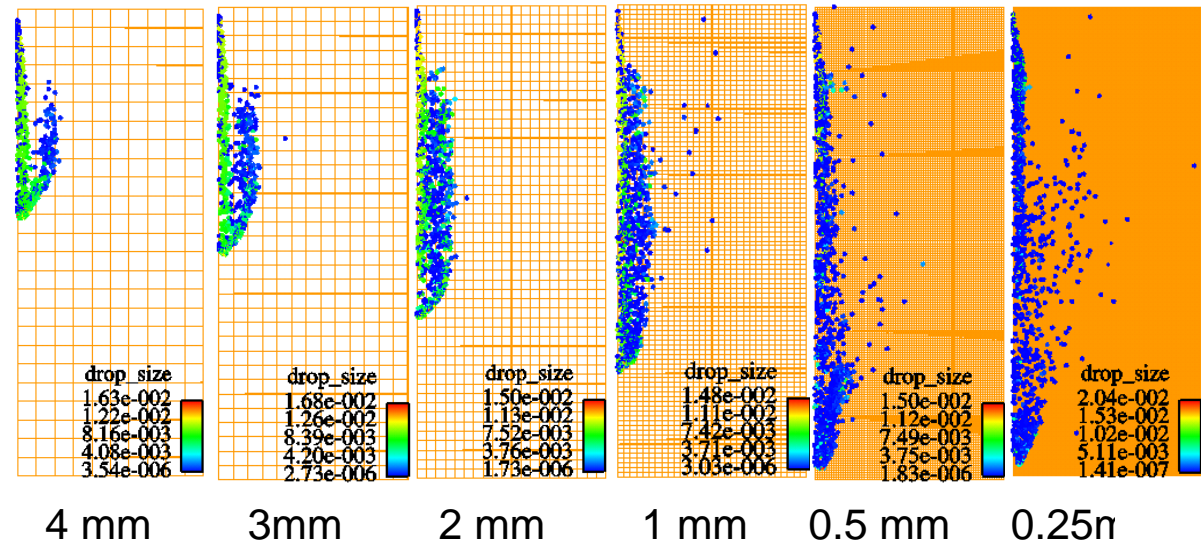 drop_size
1.63e-002
1.22e-002
8.16e-003
4.08e-003
3.54e-006
drop_size
1.68e-002
1.26e-002
8.39e-003
4.20e-003
2.73e-006
drop_size
1.50e-002
1.13e-002
7.52e-003
3.76e-003
1.73e-006
drop_size
1.48e-002
1.11e-002
7.42e-003
3.71e-003
3.03e-006
drop_size
1.50e-002
1.12e-002
7.49e-003
3.75e-003
1.83e-006
drop_size
2.04e-002
1.53e-002
1.02e-002
5.11e-003
1.41e-007
4 mm 3mm 2 mm 1 mm 0.5 mm 0.25r